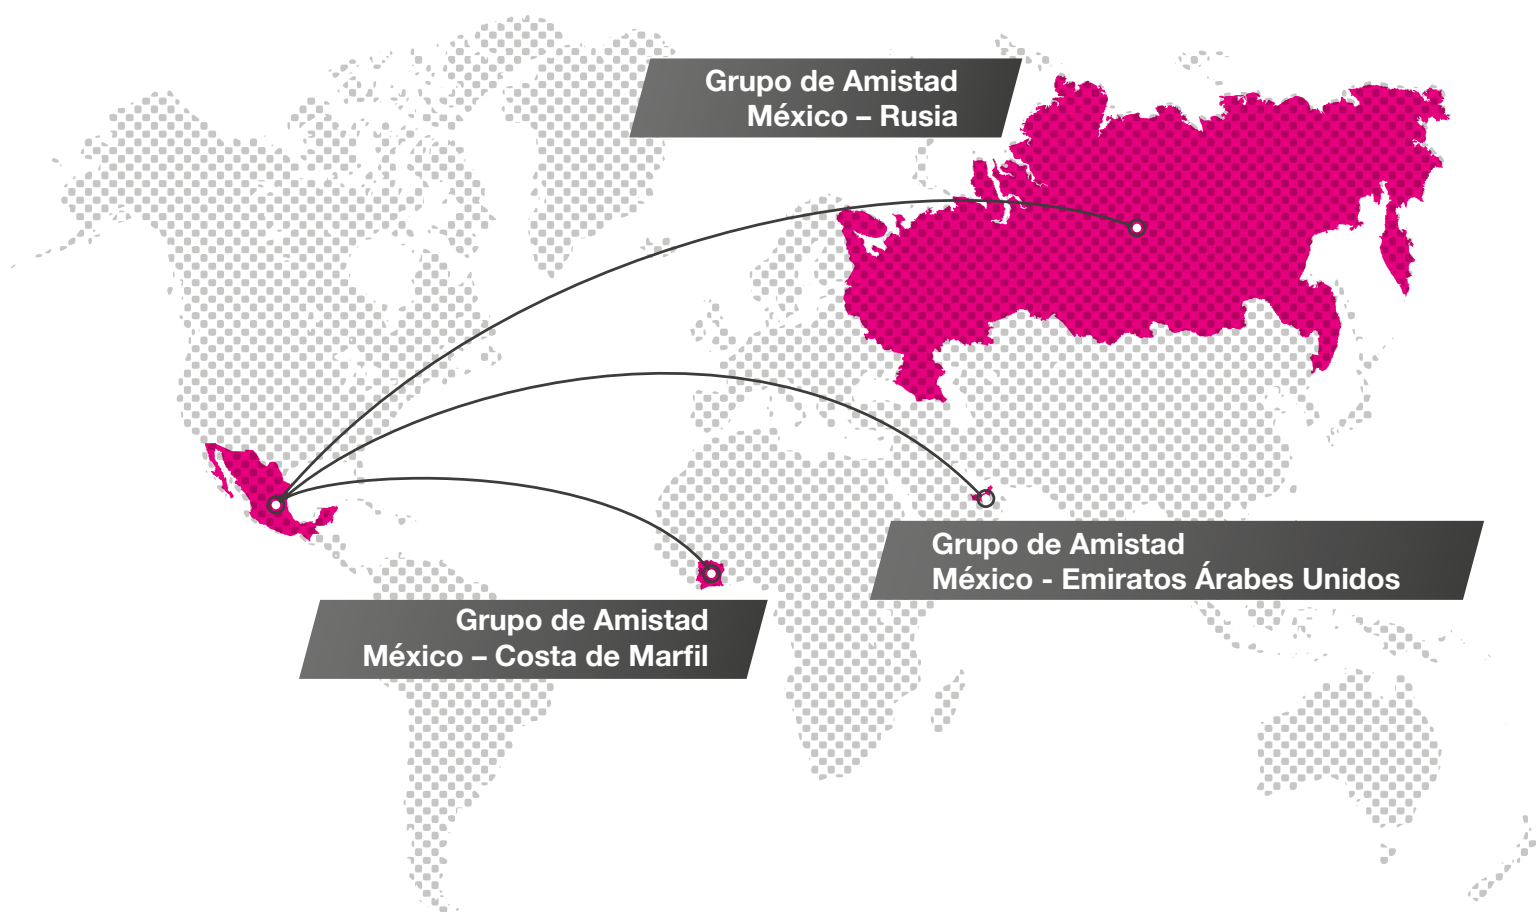 Grupo de Amistad
México – Rusia
Grupo de Amistad
México - Emiratos Árabes Unidos
Grupo de Amistad
México – Costa de Marfil